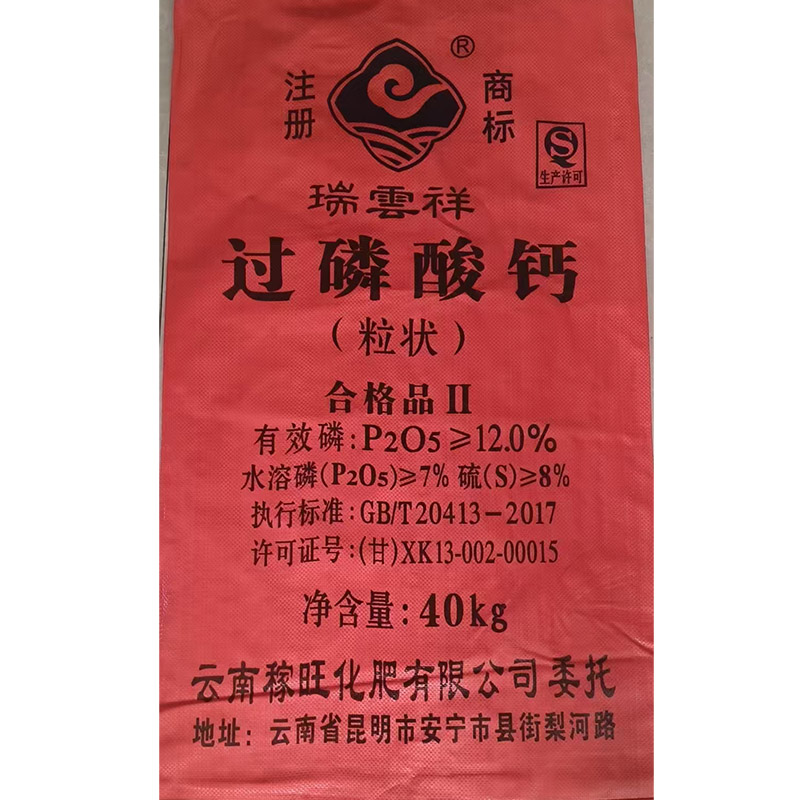 ®
注册 商标
生产许可
瑞雲祥
过磷酸钙
（粒状）
合格品Ⅱ
有效磷:P2O5≥12.0%
水溶磷(P2O5)≥7% 硫(S)≥8%
执行标准:GB/T20413-2017
许可证号:(甘)XK13-002-00015
净含量:40kg
云南稼旺化肥有限公司委托
地址:云南省昆明市安宁市县街梨河路